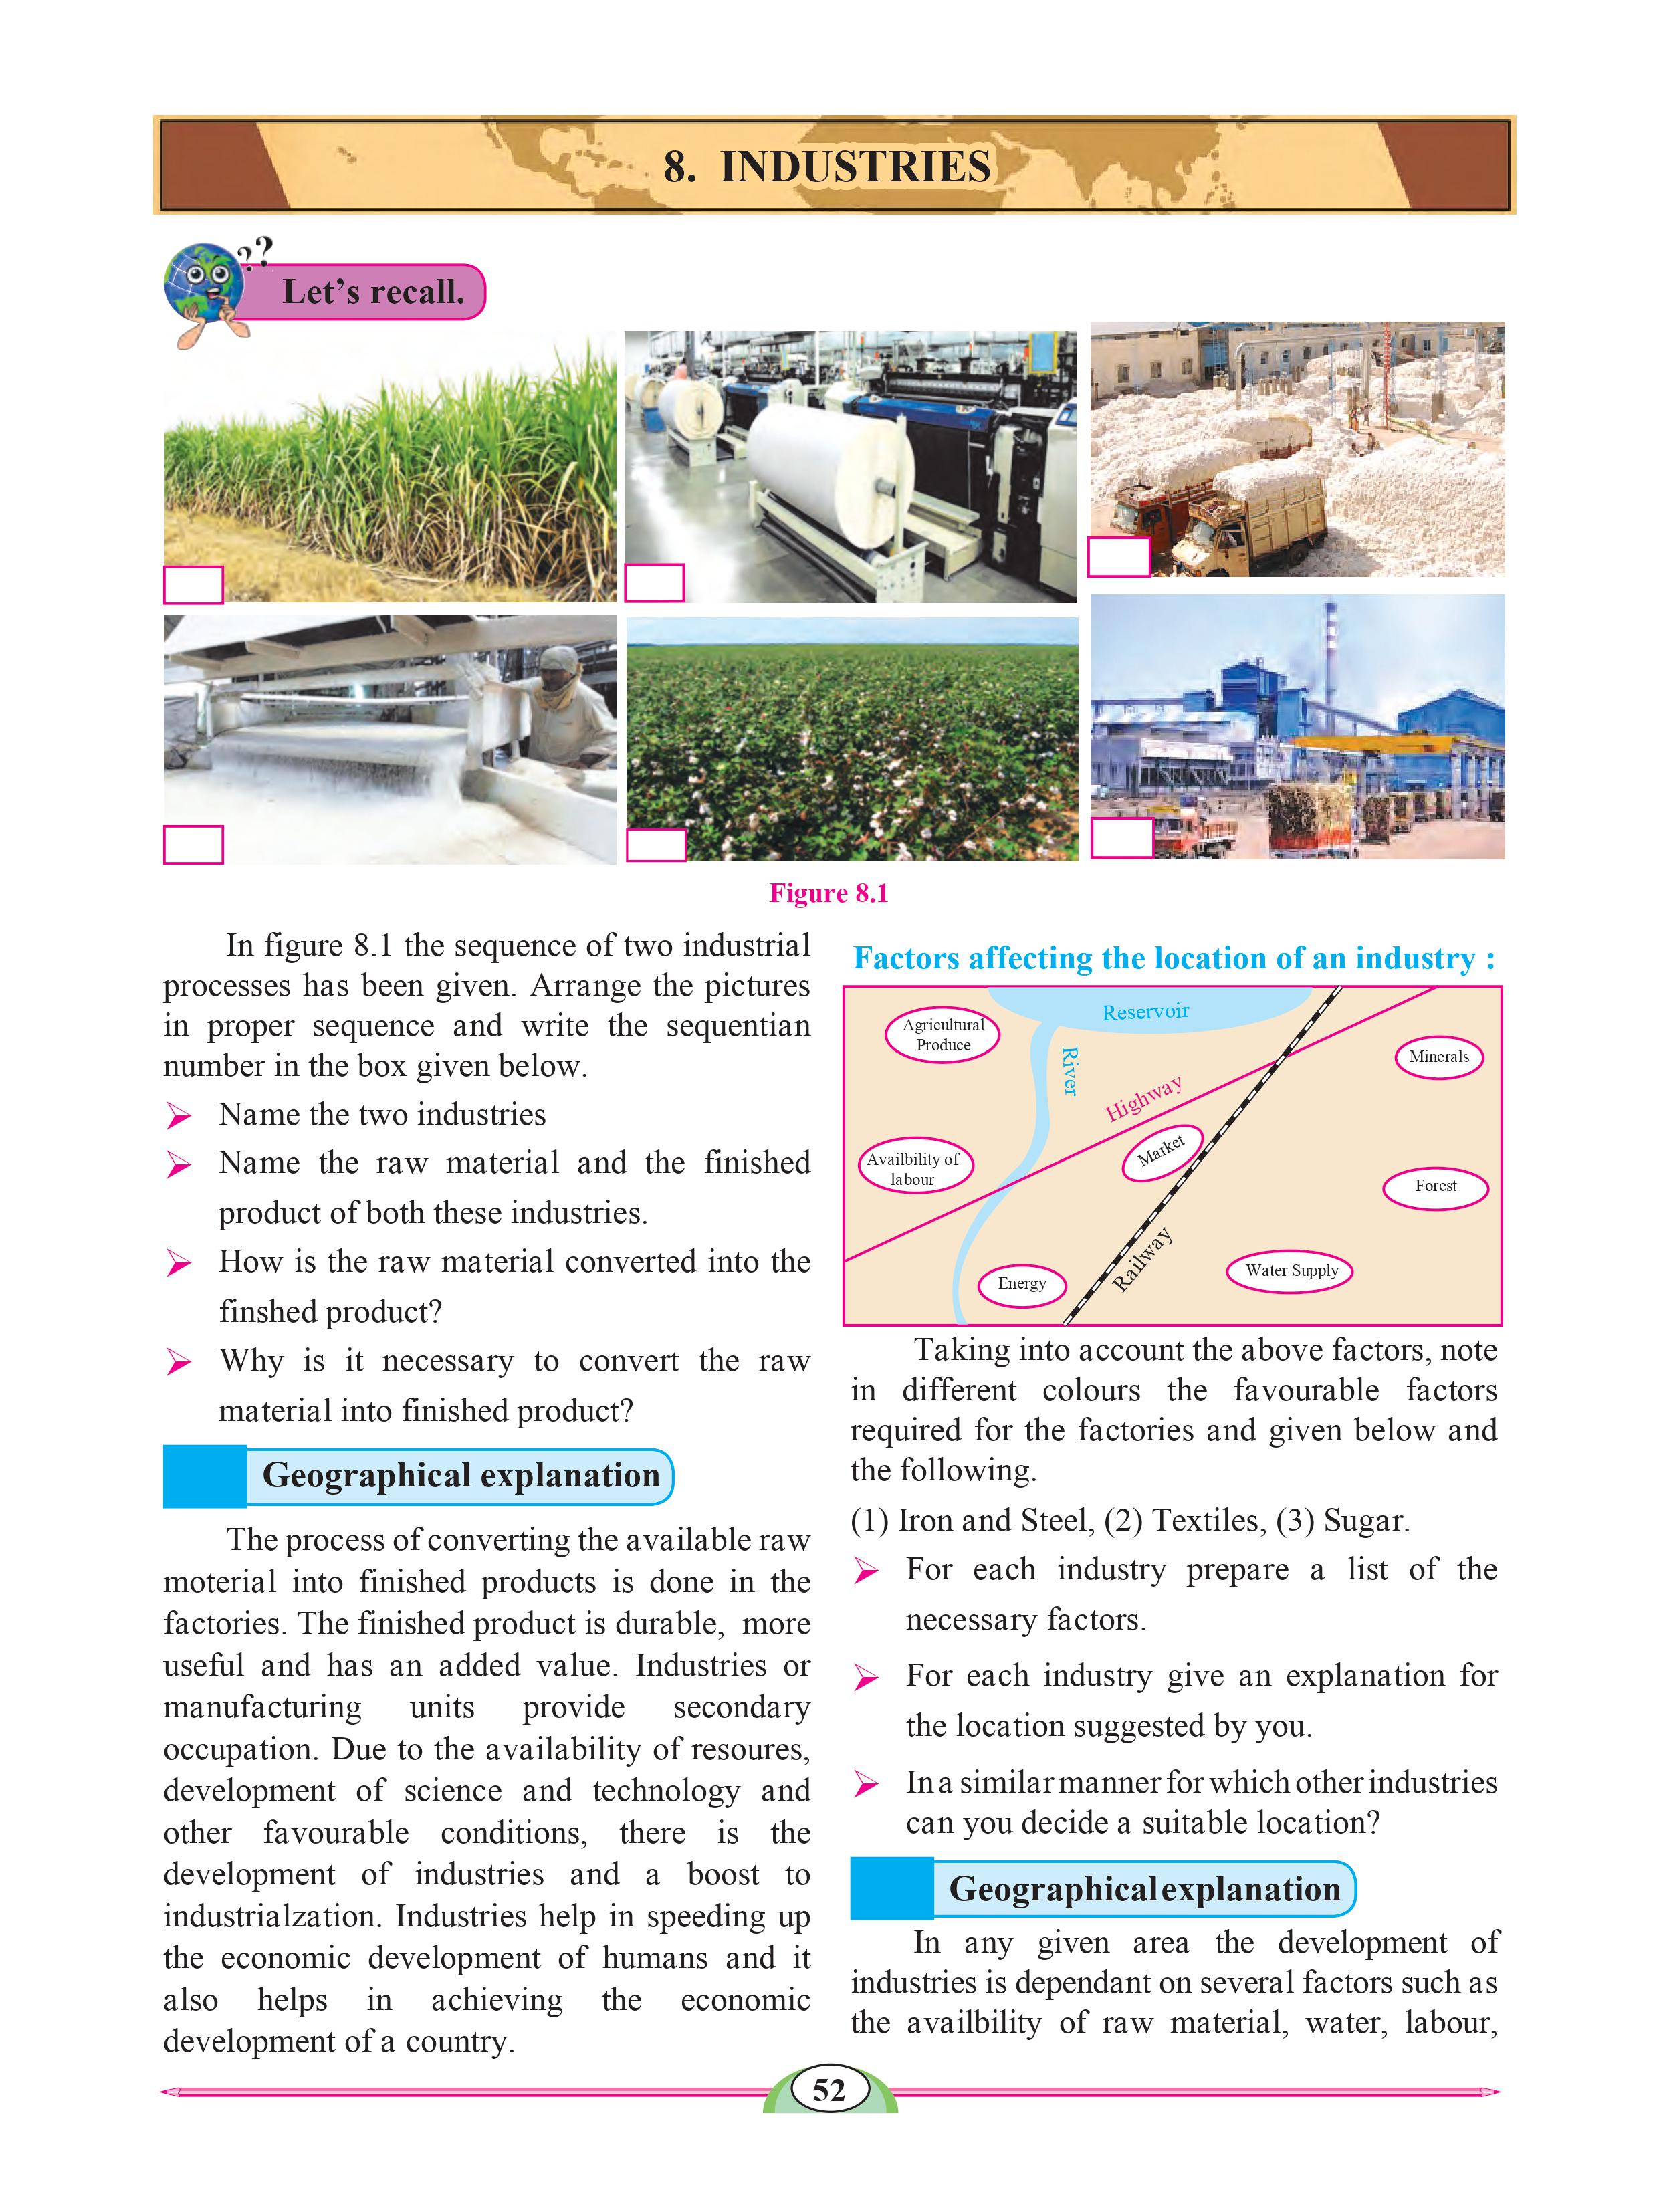 8. INDUSTRIES
??
Let's recall.
Figure 8.1
In figure 8.1 the sequence of two industrial
processes has been given. Arrange the pictures
in proper sequence and write the sequentian
number in the box given below.
Name the two industries
Name the raw material and the finished
product of both these industries.
How is the raw material converted into the
finshed product?
Why is it necessary to convert the raw
material into finished product?
Geographical explanation
The process of converting the available raw
moterial into finished products is done in the
factories. The finished product is durable, more
useful and has an added value. Industries or
manufacturing units provide secondary
occupation. Due to the availability of resoures,
development of science and technology and
other favourable conditions, there is the
development of industries and a boost to
industrialzation. Industries help in speeding up
the economic development of humans and it
also helps in achieving the economic
development of a country.
Factors affecting the location of an industry :
Agricultural
Produce
Reservoir
River
Highway
Minerals
Market
Availbility of
labour
Forest
Railway
Energy
Water Supply
Taking into account the above factors, note
in different colours the favourable factors
required for the factories and given below and
the following.
(1) Iron and Steel, (2) Textiles, (3) Sugar.
For each industry prepare a list of the
necessary factors.
For each industry give an explanation for
the location suggested by you.
In a similar manner for which other industries
can you decide a suitable location?
Geographical explanation
In any given area the development of
industries is dependant on several factors such as
the availbility of raw material, water, labour,
52